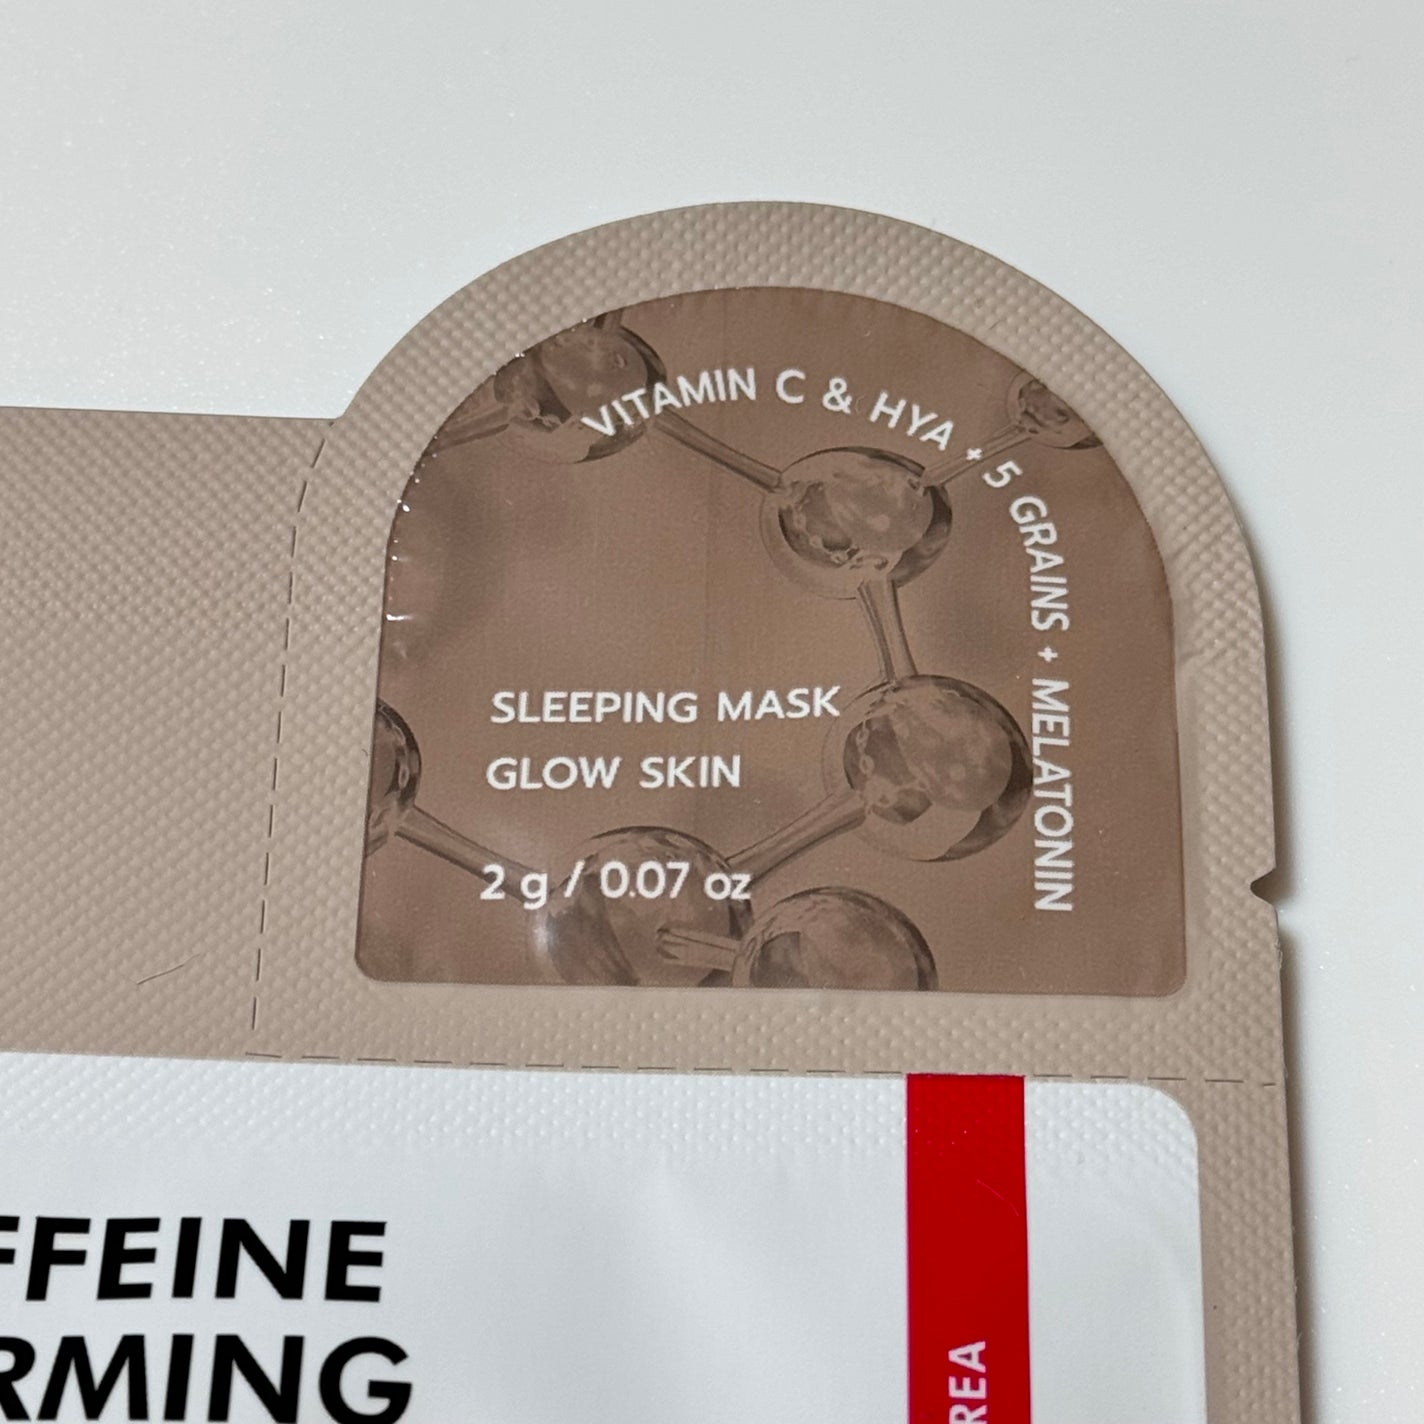 VITAMIN C & HYA + 5 GRAINS + MELATONIN
SLEEPING MASK
GLOW SKIN
2 g / 0.07 oz
FFEINE
RMING
REA